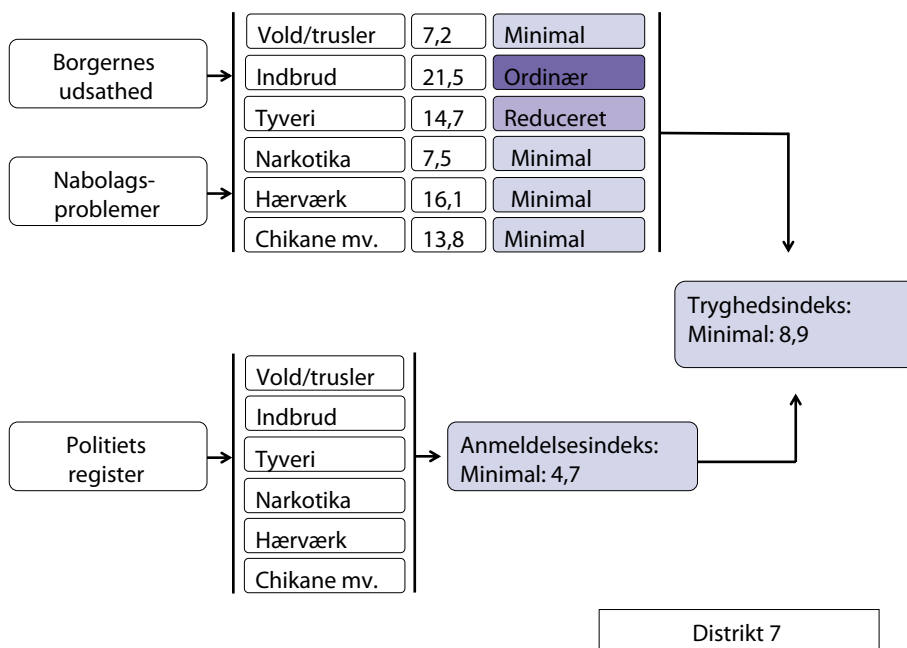 Borgernes
udsathed
Nabolags-
problemer
Vold/trusler 7,2 Minimal
Indbrud 21,5 Ordinær
Tyveri 14,7 Reduceret
Narkotika 7,5 Minimal
Hærværk 16,1 Minimal
Chikane mv. 13,8 Minimal
Tryghedsindeks:
Minimal: 8,9
Politiets
register
Vold/trusler
Indbrud
Tyveri
Narkotika
Hærværk
Chikane mv.
Anmeldelsesindeks:
Minimal: 4,7
Distrikt 7